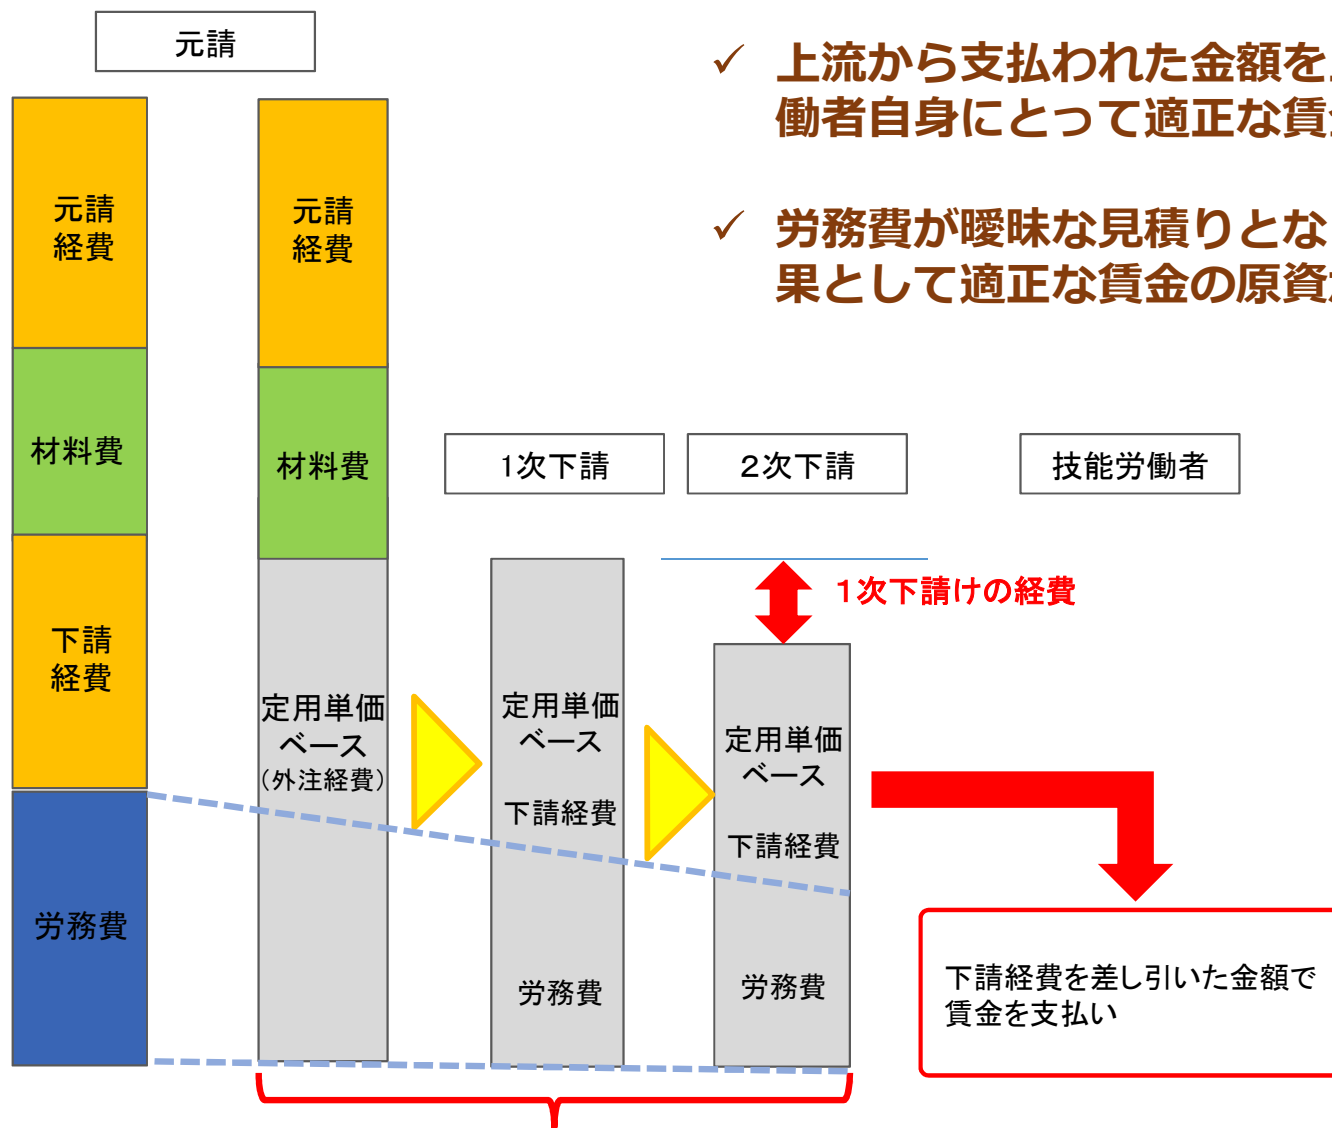 元請
上流から支払われた金額を
働者自身にとって適正な賃
労務費が曖昧な見積りとな
果として適正な賃金の原資
元請
経費
材料費
下請
経費
労務費
元請
経費
材料費
定用単価
ベース
（外注経費）
1次下請
定用単価
ベース
下請経費
労務費
2次下請
1次下請けの経費
定用単価
ベース
下請経費
労務費
技能労働者
下請経費を差し引いた金額で
賃金を支払い